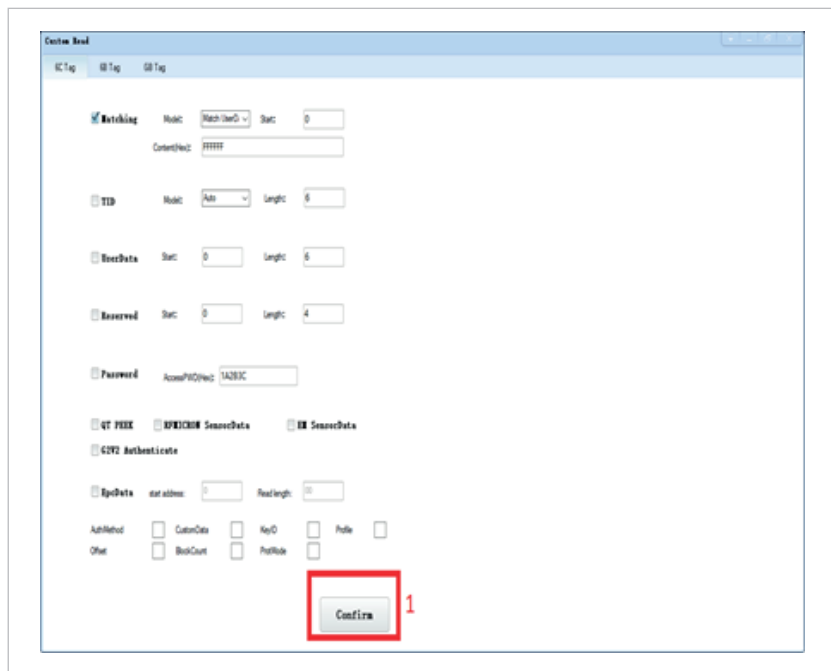 Custom Read
6C Tag 6B Tag GB Tag
Matching Model: Match UserD Start: 0
Content(Hex): FFFFFF
TID Model: Auto Length: 6
UserData Start: 0 Length: 6
Reserved Start: 0 Length: 4
Password AccessPWD(Hex): 1A2B3C
QT PEEK RFMICRON SensorData EM SensorData
G2V2 Authenticate
EpcData start address: 0 Read length:
AuthMethod CustomData KeyID Profile
Offset BlockCount ProtMode
Confirm 1